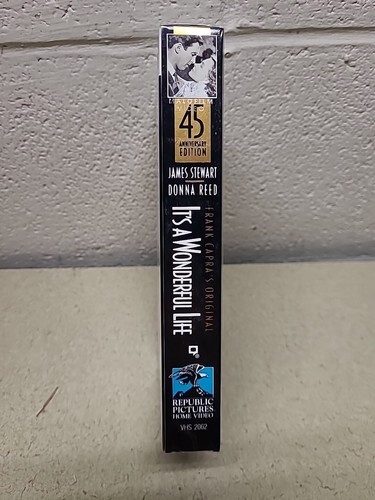 45
ANNIVERSARY
EDITION
JAMES STEWART
DONNA REED
FRANK CAPRA'S ORIGINAL
IT'S A WONDERFUL LIFE
®
REPUBLIC
PICTURES
HOME VIDEO
VHS 2062